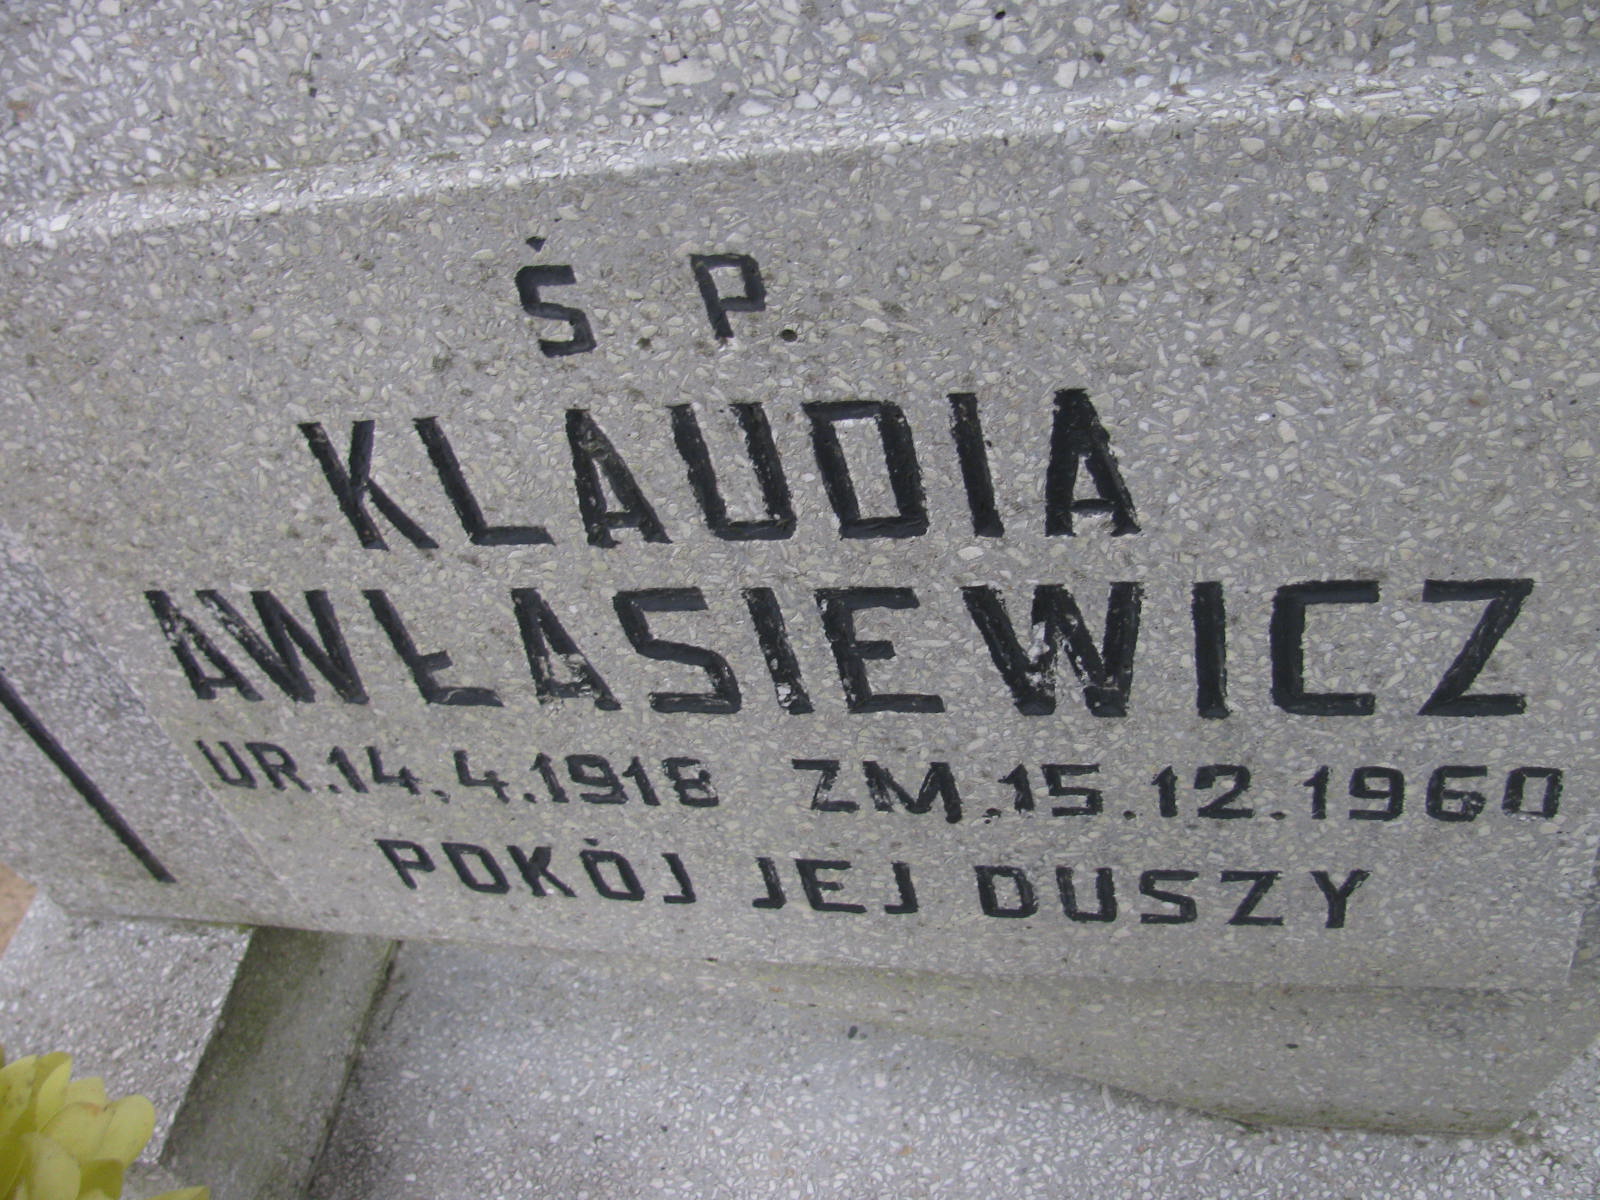 Ś P.
KLAUDIA
AWŁASIEWICZ
UR.14.4.1918 ZM.15.12.1960
POKÓJ JEJ DUSZY